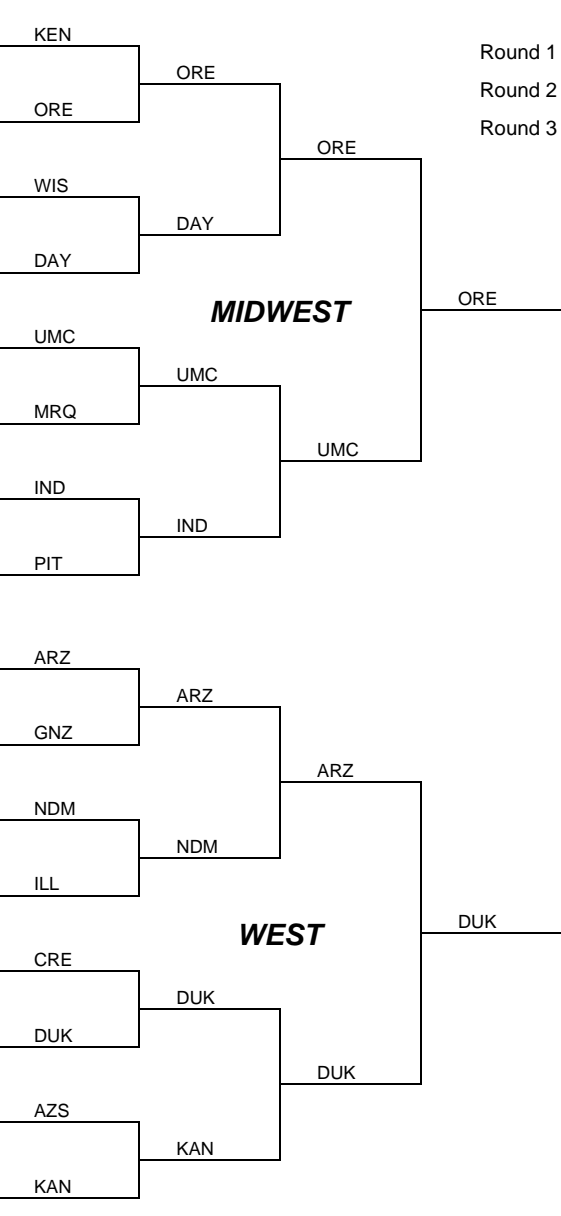 KEN
Round 1
ORE
Round 2
ORE
Round 3
ORE
WIS
DAY
DAY
ORE
MIDWEST
UMC
UMC
MRQ
UMC
IND
IND
PIT
ARZ
ARZ
GNZ
ARZ
NDM
NDM
ILL
DUK
WEST
CRE
DUK
DUK
DUK
AZS
KAN
KAN